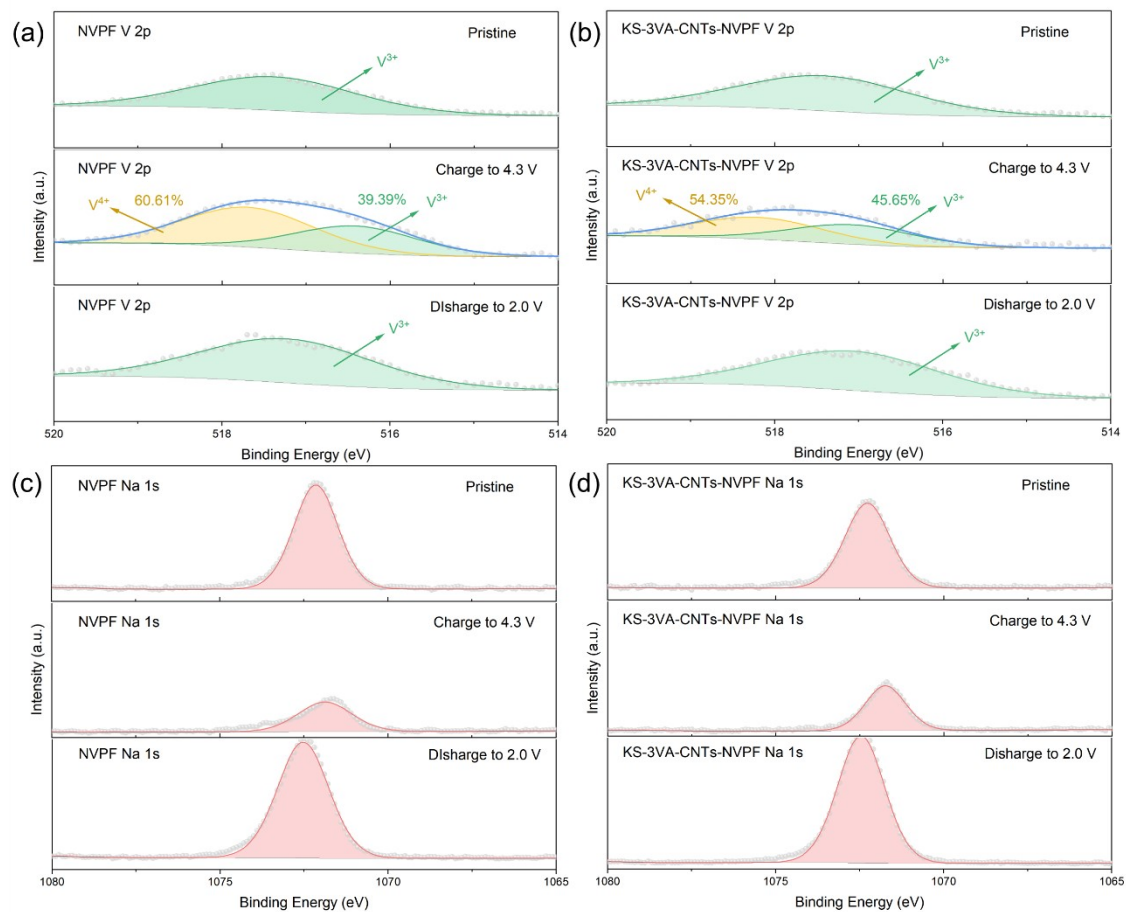 (a)
NVPF V 2p
Pristine
V3+
NVPF V 2p
Charge to 4.3 V
V4+
60.61%
39.39%
V3+
NVPF V 2p
DIsharge to 2.0 V
V3+
Intensity (a.u.)
520
518
516
514
Binding Energy (eV)
(b)
KS-3VA-CNTs-NVPF V 2p
Pristine
V3+
KS-3VA-CNTs-NVPF V 2p
Charge to 4.3 V
V4+
54.35%
45.65%
V3+
KS-3VA-CNTs-NVPF V 2p
Disharge to 2.0 V
V3+
Intensity (a.u.)
520
518
516
514
Binding Energy (eV)
(c)
NVPF Na 1s
Pristine
NVPF Na 1s
Charge to 4.3 V
NVPF Na 1s
DIsharge to 2.0 V
Intensity (a.u.)
1080
1075
1070
1065
Binding Energy (eV)
(d)
KS-3VA-CNTs-NVPF Na 1s
Pristine
KS-3VA-CNTs-NVPF Na 1s
Charge to 4.3 V
KS-3VA-CNTs-NVPF Na 1s
Disharge to 2.0 V
Intensity (a.u.)
1080
1075
1070
1065
Binding Energy (eV)